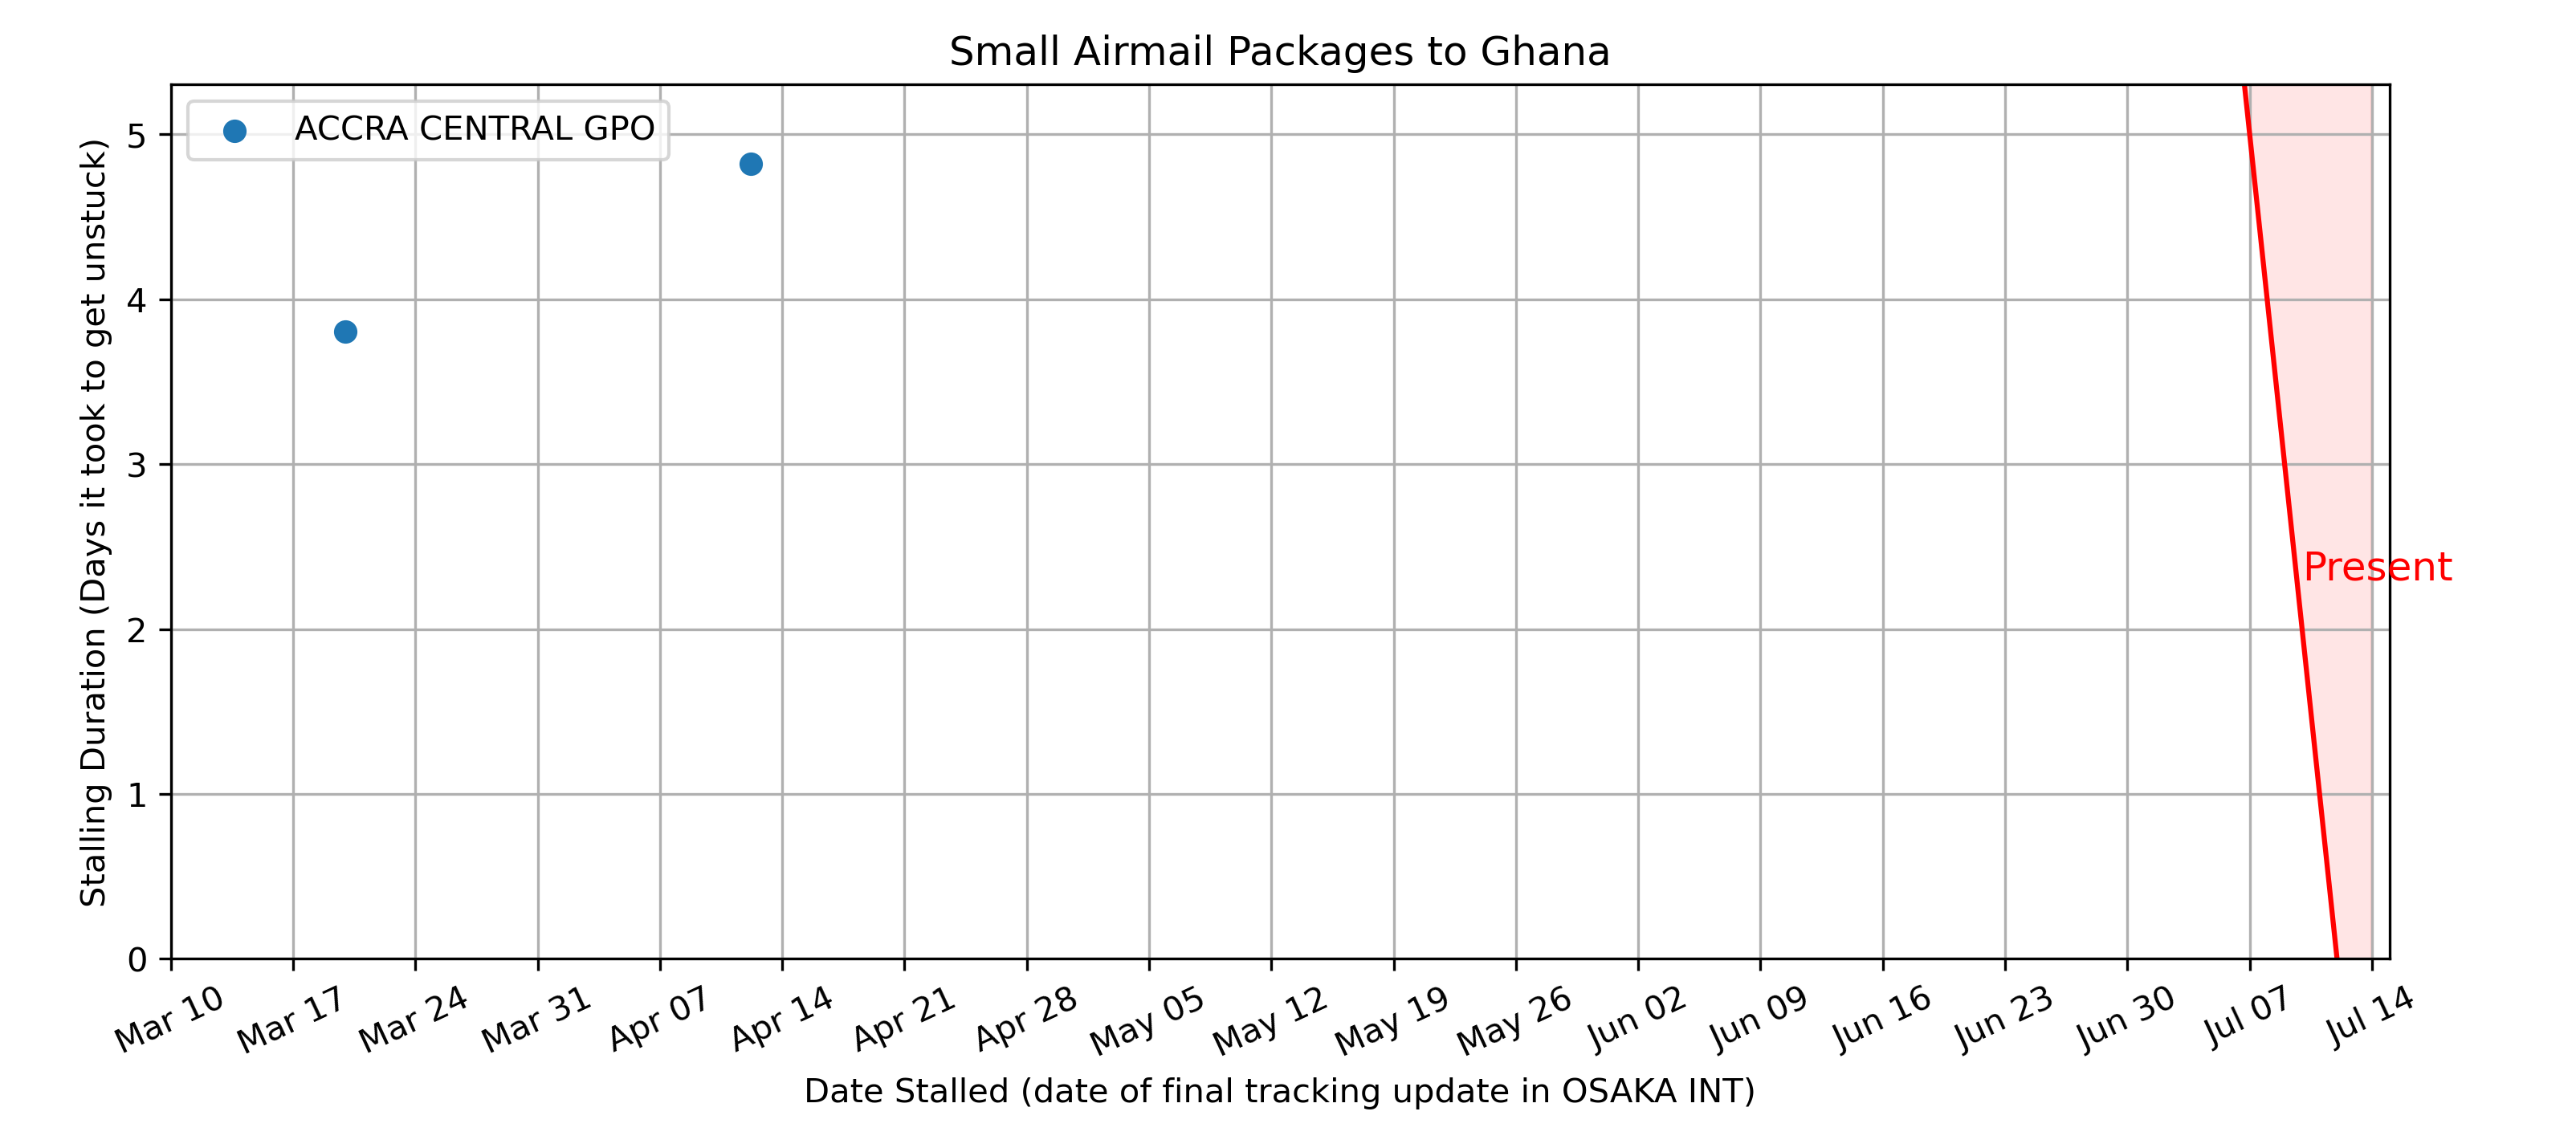 Small Airmail Packages to Ghana
ACCRA CENTRAL GPO
Stalling Duration (Days it took to get unstuck)
5
4
3
2
1
0
Present
Mar 10 Mar 17 Mar 24 Mar 31 Apr 07 Apr 14 Apr 21 Apr 28 May 05 May 12 May 19 May 26 Jun 02 Jun 09 Jun 16 Jun 23 Jun 30 Jul 07 Jul 14
Date Stalled (date of final tracking update in OSAKA INT)